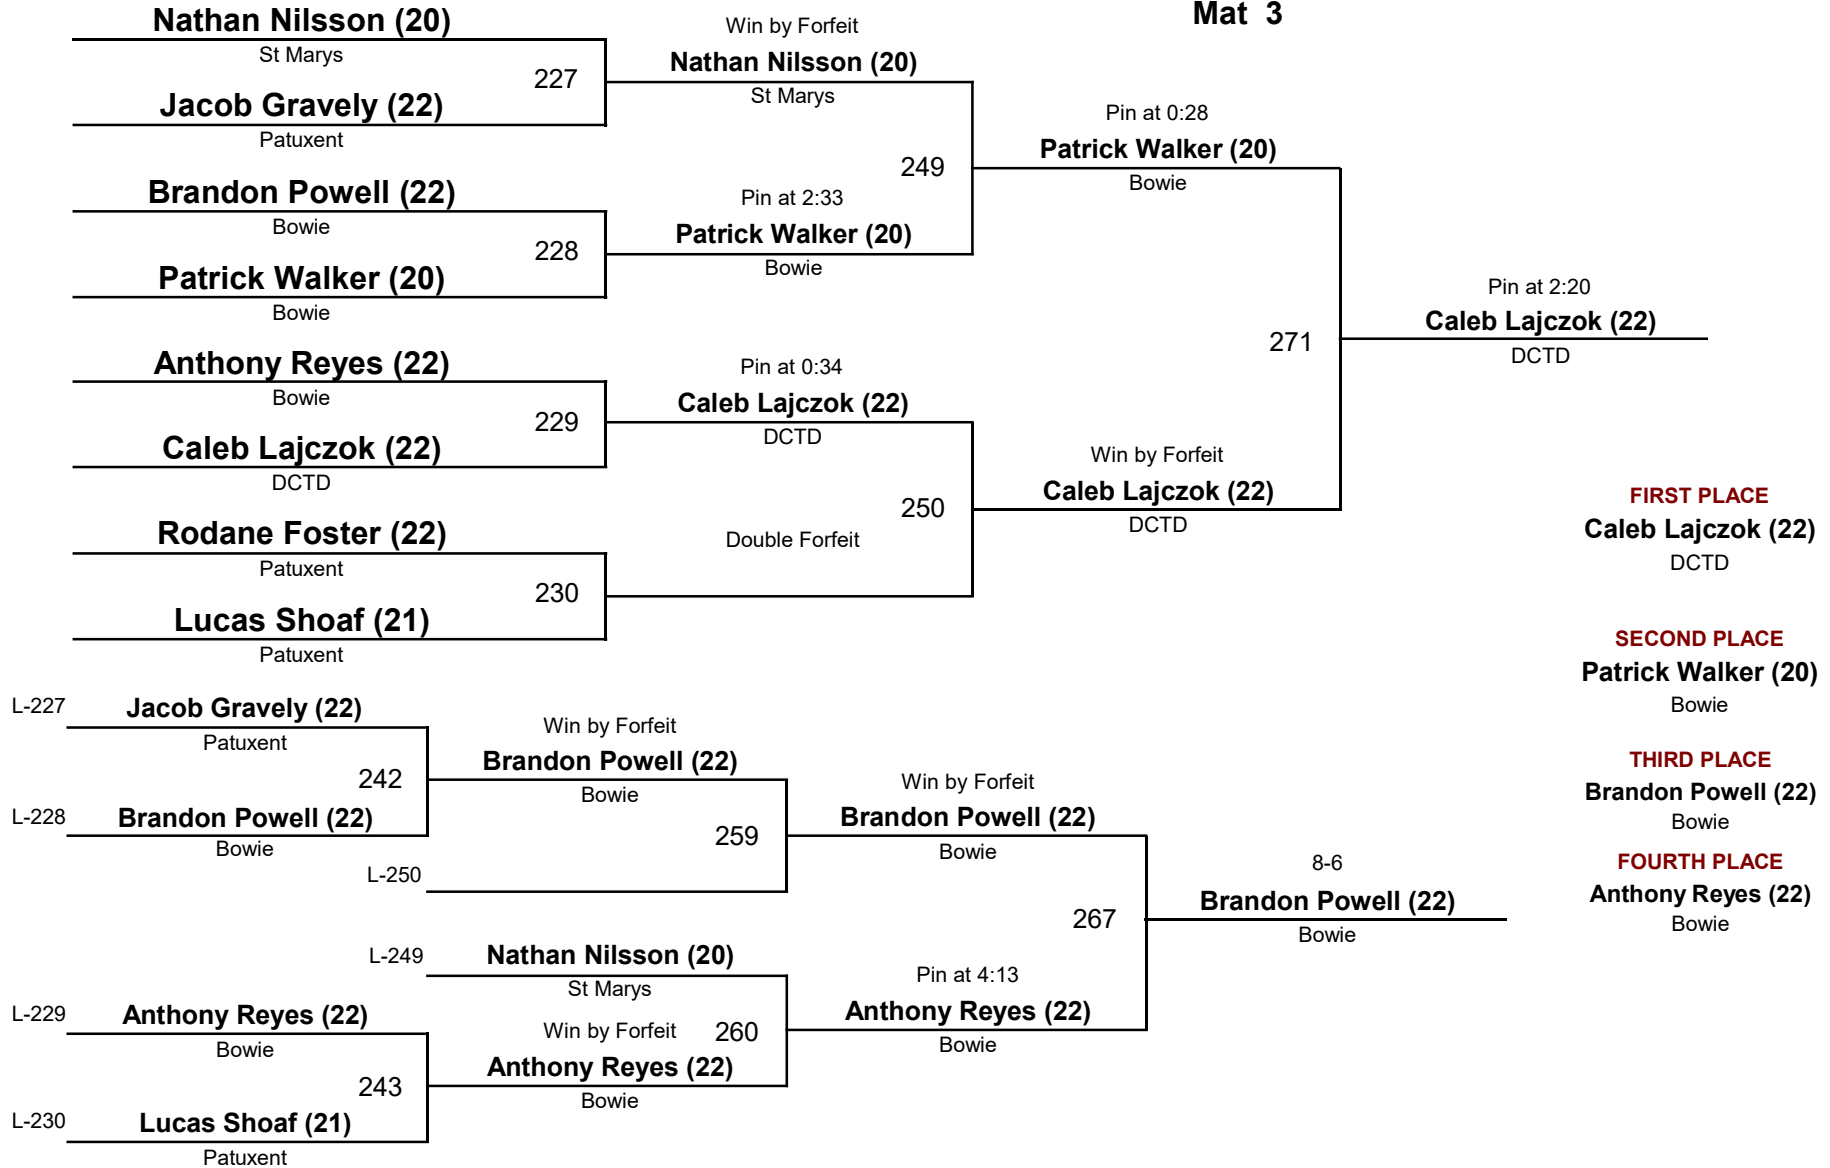 Mat 3
Nathan Nilsson (20)
St Marys
227
Jacob Gravely (22)
Patuxent
Brandon Powell (22)
Bowie
228
Patrick Walker (20)
Bowie
Anthony Reyes (22)
Bowie
229
Caleb Lajczok (22)
DCTD
Rodane Foster (22)
Patuxent
230
Lucas Shoaf (21)
Patuxent
Win by Forfeit
Nathan Nilsson (20)
St Marys
249
Pin at 2:33
Patrick Walker (20)
Bowie
Pin at 0:34
Caleb Lajczok (22)
DCTD
250
Double Forfeit
Pin at 0:28
Patrick Walker (20)
Bowie
271
Win by Forfeit
Caleb Lajczok (22)
DCTD
Pin at 2:20
Caleb Lajczok (22)
DCTD
FIRST PLACE
Caleb Lajczok (22)
DCTD
SECOND PLACE
Patrick Walker (20)
Bowie
THIRD PLACE
Brandon Powell (22)
Bowie
FOURTH PLACE
Anthony Reyes (22)
Bowie
L-227
Jacob Gravely (22)
Patuxent
242
L-228
Brandon Powell (22)
Bowie
Win by Forfeit
Brandon Powell (22)
Bowie
259
L-250
L-249
Nathan Nilsson (20)
St Marys
L-229
Anthony Reyes (22)
Bowie
243
L-230
Lucas Shoaf (21)
Patuxent
Win by Forfeit
260
Anthony Reyes (22)
Bowie
Win by Forfeit
Brandon Powell (22)
Bowie
267
Pin at 4:13
Anthony Reyes (22)
Bowie
8-6
Brandon Powell (22)
Bowie